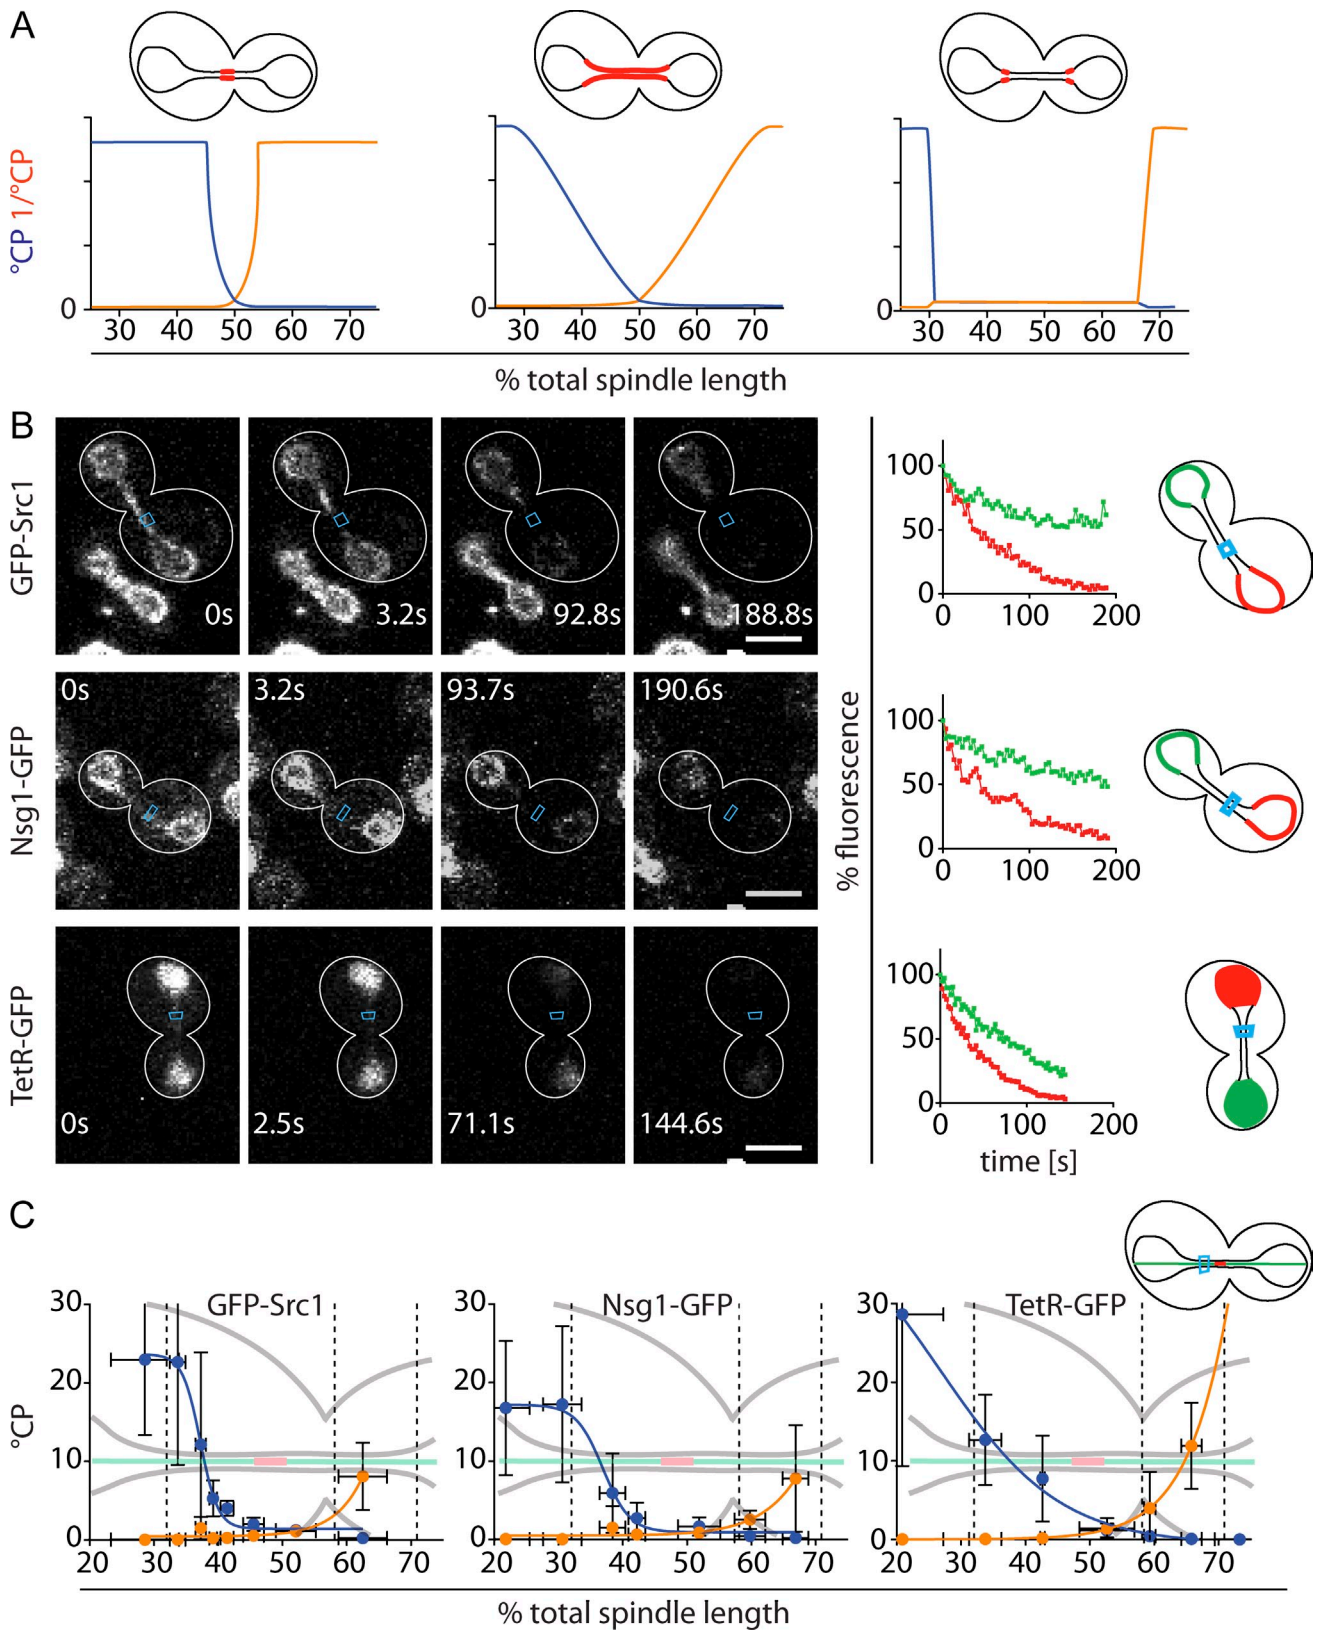 A
°CP 1/°CP
0
30 40 50 60 70
30 40 50 60 70
0
30 40 50 60 70
0
% total spindle length
B
GFP-Src1
0s
3.2s
92.8s
188.8s
100
50
0
0 100 200
Nsg1-GFP
0s
3.2s
93.7s
190.6s
% fluorescence
100
50
0
0 100 200
TetR-GFP
0s
2.5s
71.1s
144.6s
100
50
0
0 100 200
time [s]
C
°CP
GFP-Src1
30
20
10
0
20 30 40 50 60 70
Nsg1-GFP
30
20
10
0
20 30 40 50 60 70
TetR-GFP
30
20
10
0
20 30 40 50 60 70
% total spindle length